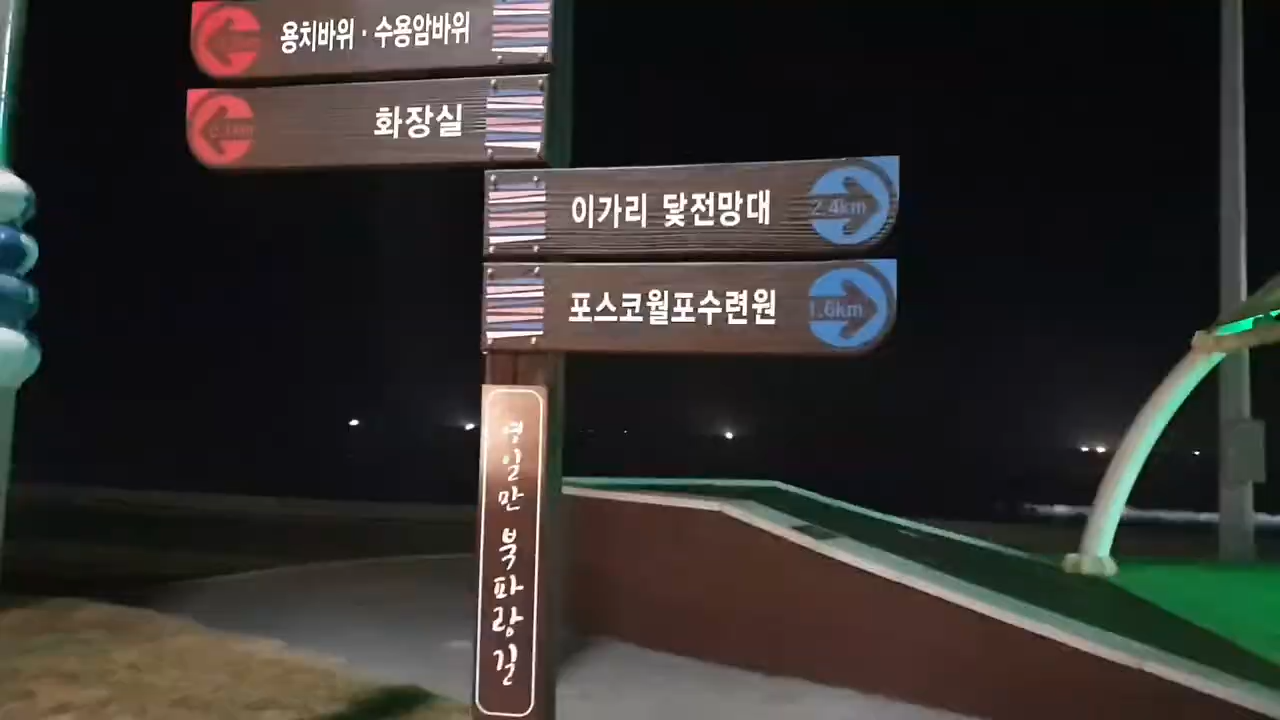 용치바위 · 수용암바위
화장실
이가리 닻전망대
2.4km
포스코월포수련원
1.6km
영일만 북파랑길